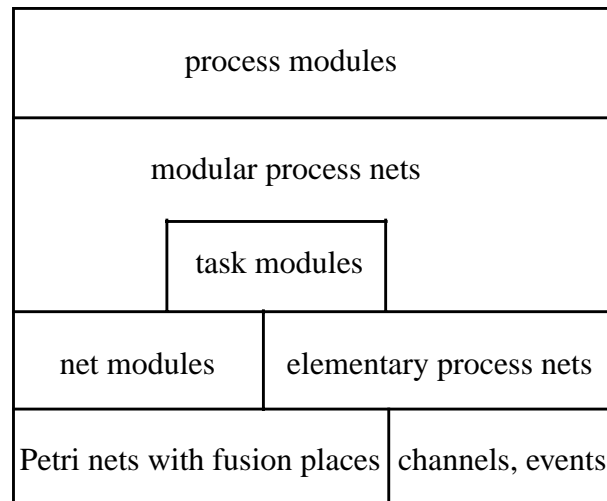 process modules
modular process nets
task modules
net modules
elementary process nets
Petri nets with fusion places
channels, events